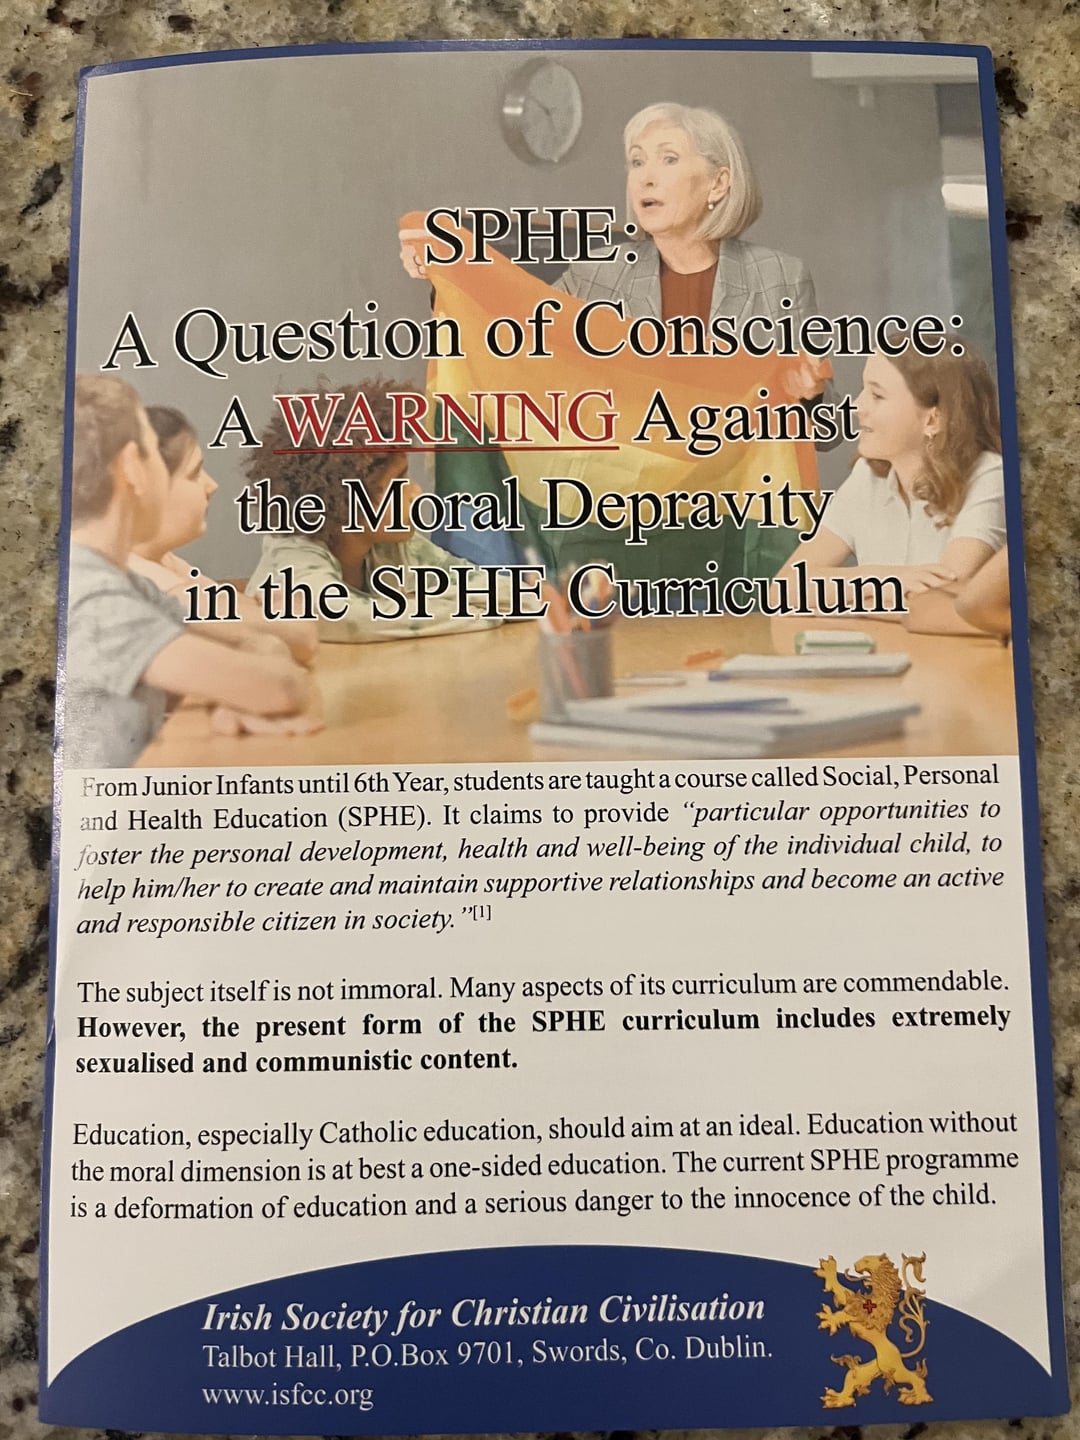 SPHE:
A Question of Conscience:
A WARNING Against
the Moral Depravity
in the SPHE Curriculum
From Junior Infants until 6th Year, students are taught a course called Social, Personal
and Health Education (SPHE). It claims to provide “particular opportunities to
foster the personal development, health and well-being of the individual child, to
help him/her to create and maintain supportive relationships and become an active
and responsible citizen in society.”[1]
The subject itself is not immoral. Many aspects of its curriculum are commendable.
However, the present form of the SPHE curriculum includes extremely
sexualised and communistic content.
Education, especially Catholic education, should aim at an ideal. Education without
the moral dimension is at best a one-sided education. The current SPHE programme
is a deformation of education and a serious danger to the innocence of the child.
Irish Society for Christian Civilisation
Talbot Hall, P.O.Box 9701, Swords, Co. Dublin.
www.isfcc.org